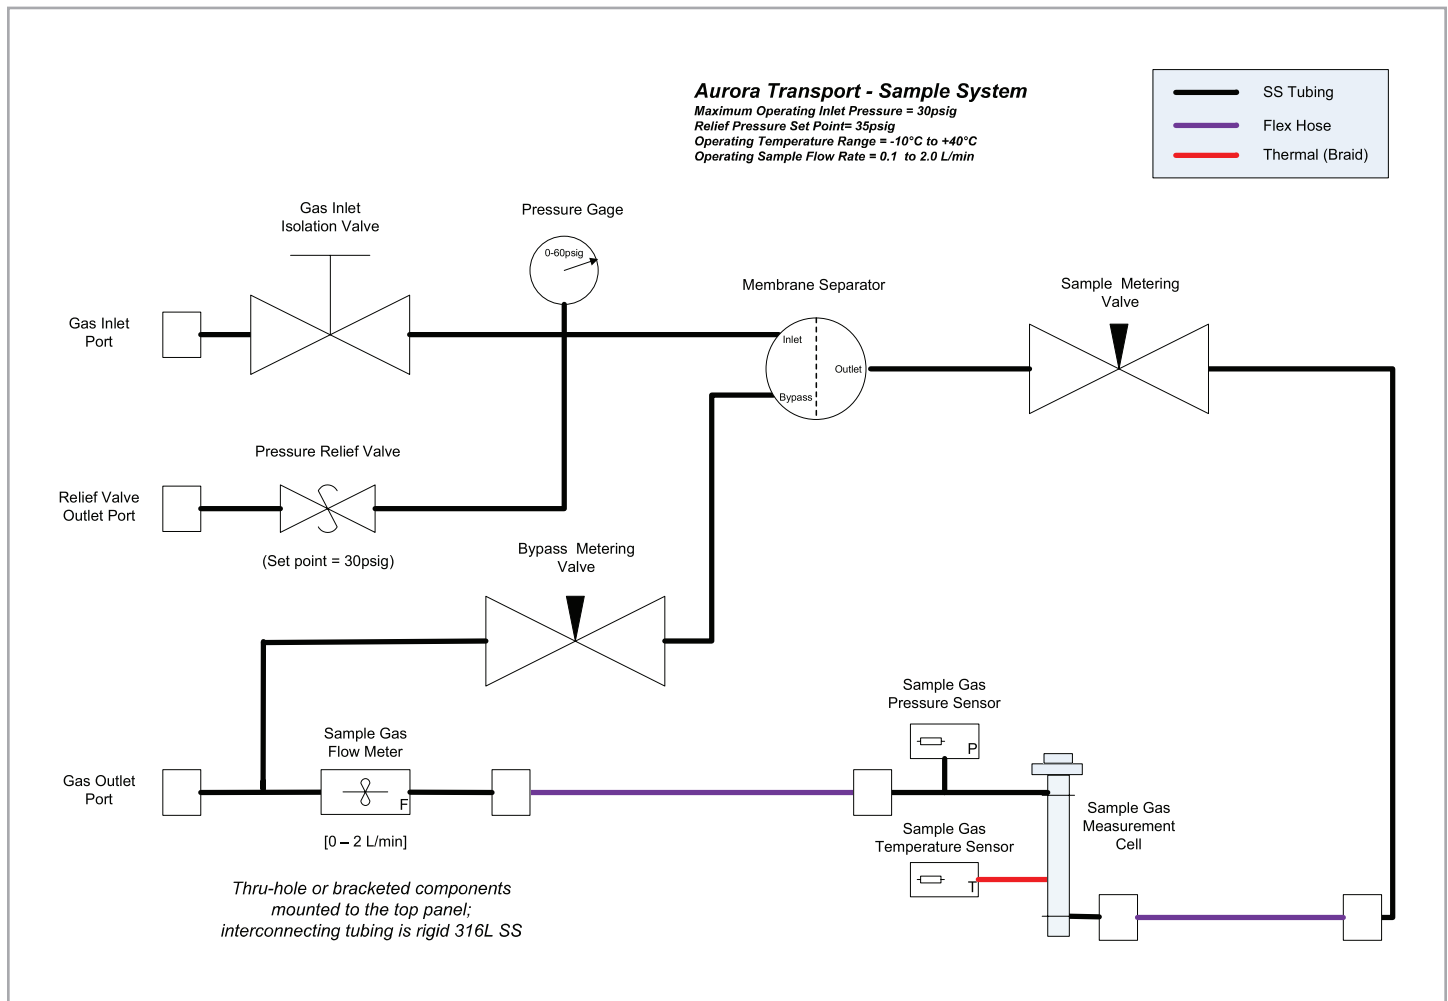 Aurora Transport - Sample System
Maximum Operating Inlet Pressure = 30psig
Relief Pressure Set Point= 35psig
Operating Temperature Range = -10°C to +40°C
Operating Sample Flow Rate = 0.1 to 2.0 L/min
SS Tubing
Flex Hose
Thermal (Braid)
Gas Inlet
Isolation Valve
Pressure Gage
0-60psig
Membrane Separator
Sample Metering
Valve
Gas Inlet
Port
Inlet
Outlet
Bypass
Pressure Relief Valve
Relief Valve
Outlet Port
(Set point = 30psig)
Bypass Metering
Valve
Sample Gas
Pressure Sensor
P
Sample Gas
Flow Meter
Gas Outlet
Port
F
[0 – 2 L/min]
Sample Gas
Measurement
Cell
Sample Gas
Temperature Sensor
T
Thru-hole or bracketed components
mounted to the top panel;
interconnecting tubing is rigid 316L SS